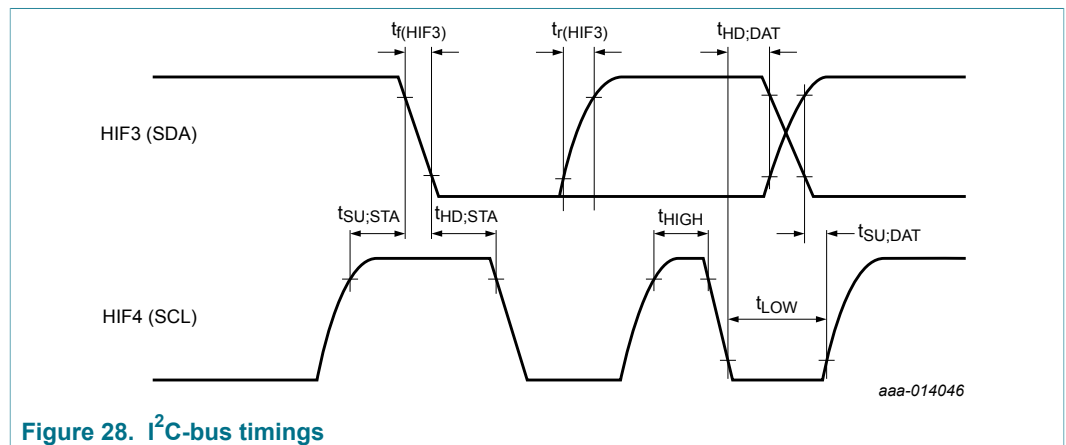 tf(HIF3) tr(HIF3) tHD;DAT
HIF3 (SDA)
tSU;STA tHD;STA tHIGH tSU;DAT
tLOW
HIF4 (SCL)
aaa-014046
Figure 28. I²C-bus timings